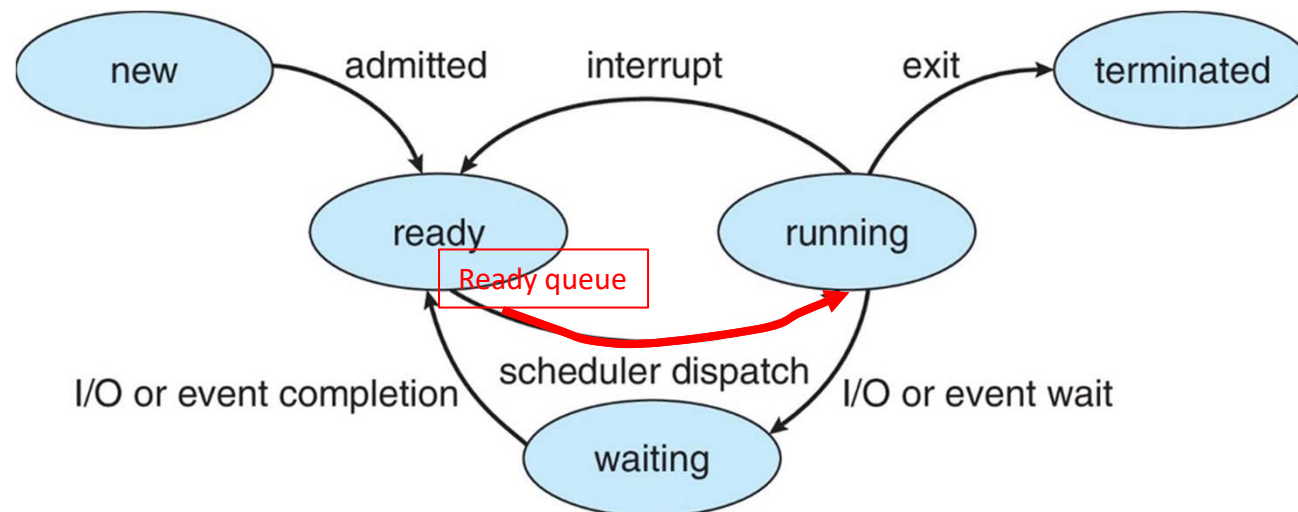 new
admitted
interrupt
exit
terminated
ready
running
Ready queue
scheduler dispatch
I/O or event completion
I/O or event wait
waiting